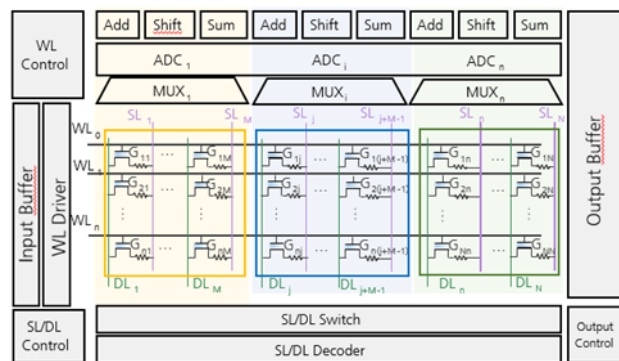 Add Shift Sum Add Shift Sum Add Shift Sum
WL Control
ADC 1 ADC i ADC n
MUX1 MUXi MUXn
Output Buffer
Input Buffer
WL Driver
SL 1 SL M SL j SL j+M-1 SL n SL N
WL 0
G11 ... G1M G1j ... G1(j+M-1) G1n ... G1N
WL 1
G21 G2M G2j G2(j+M-1) G2n G2N
WL n
Gn1 ... GnM Gnj ... Gn(j+M-1) GNn ... GNN
DL 1 DL M DL j DL j+M-1 DL n DL N
SL/DL Control
SL/DL Switch
SL/DL Decoder
Output Control